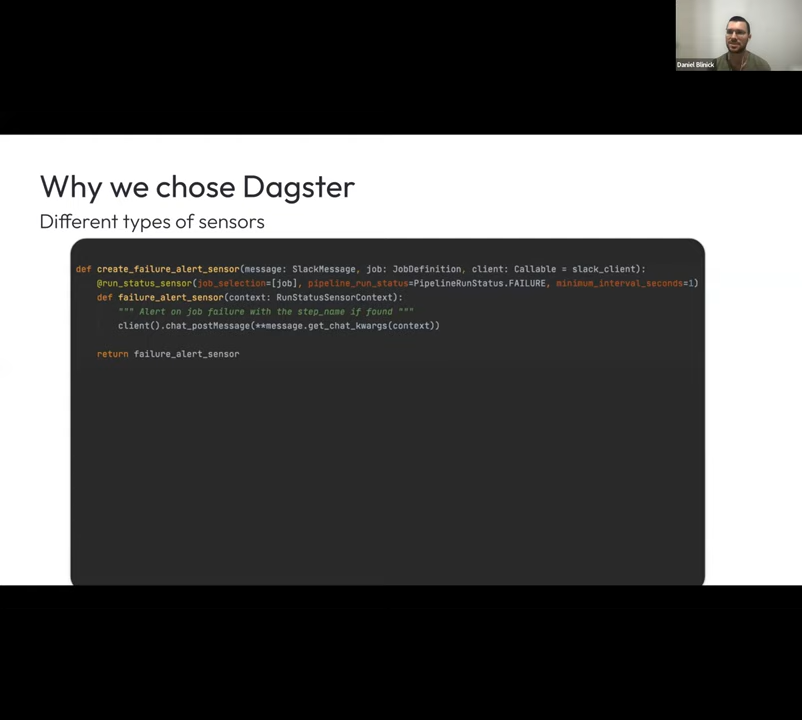 Daniel Blinick
Why we chose Dagster
Different types of sensors
def create_failure_alert_sensor(message: SlackMessage, job: JobDefinition, client: Callable = slack_client):
@run_status_sensor(job_selection=[job], pipeline_run_status=PipelineRunStatus.FAILURE, minimum_interval_seconds=1)
def failure_alert_sensor(context: RunStatusSensorContext):
""" Alert on job failure with the step_name if found """
client().chat_postMessage(**message.get_chat_kwargs(context))
return failure_alert_sensor